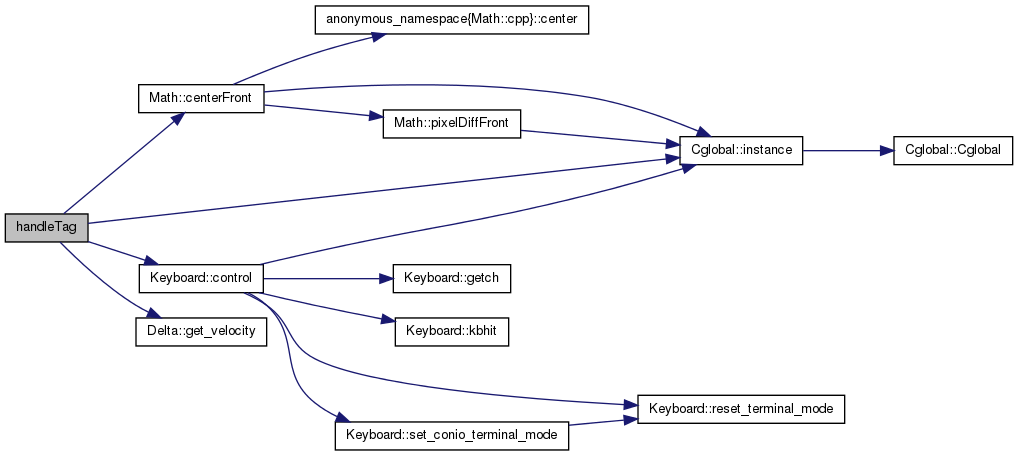 anonymous_namespace{Math::cpp}::center
Math::centerFront
Math::pixelDiffFront
Cglobal::instance
Cglobal::Cglobal
handleTag
Keyboard::control
Keyboard::getch
Delta::get_velocity
Keyboard::kbhit
Keyboard::reset_terminal_mode
Keyboard::set_conio_terminal_mode